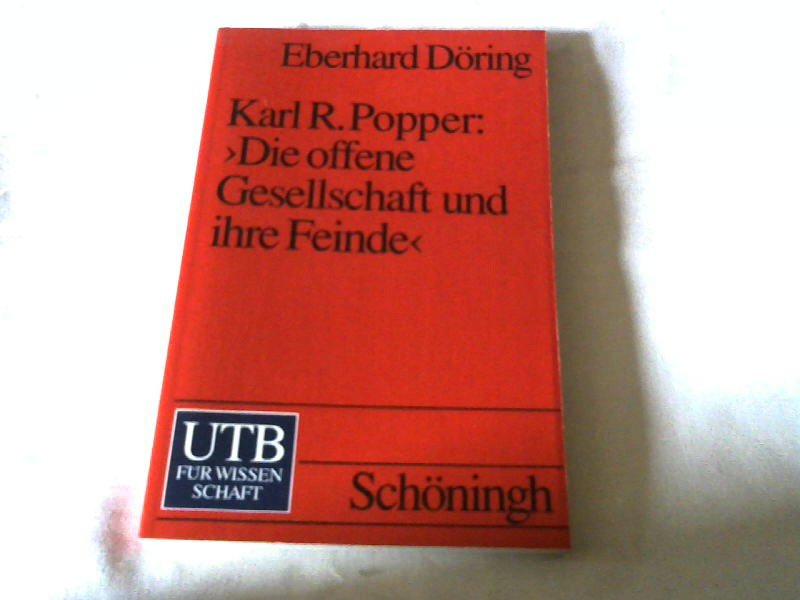 Eberhard Döring
Karl R. Popper:
›Die offene
Gesellschaft und
ihre Feinde‹
UTB
FÜR WISSEN
SCHAFT
Schöningh